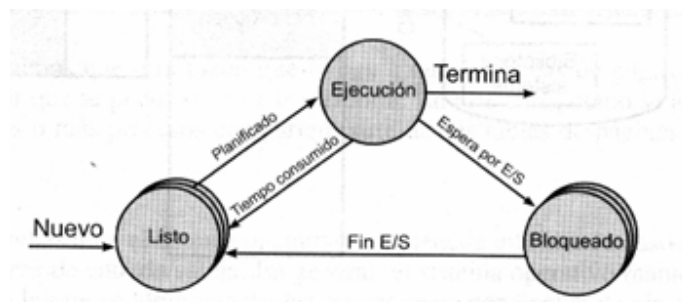 Ejecución
Termina
Planificado
Tiempo consumido
Espera por E/S
Nuevo
Listo
Fin E/S
Bloqueado